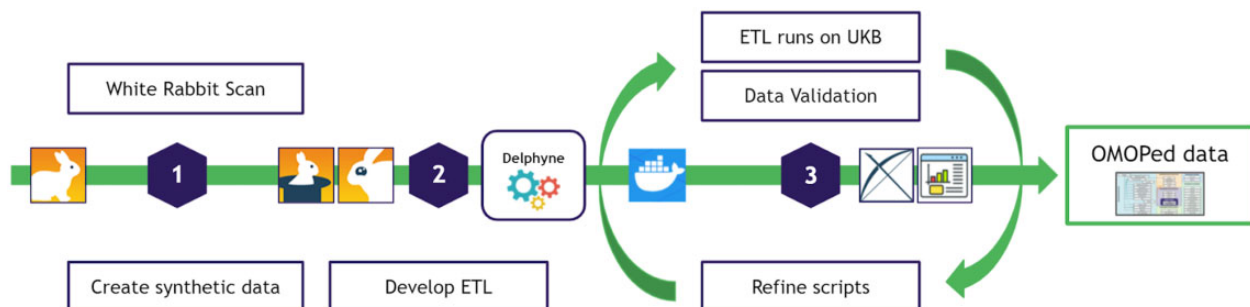 White Rabbit Scan
1
Create synthetic data
2
Develop ETL
Delphyne
ETL runs on UKB
Data Validation
3
Refine scripts
OMOPed data